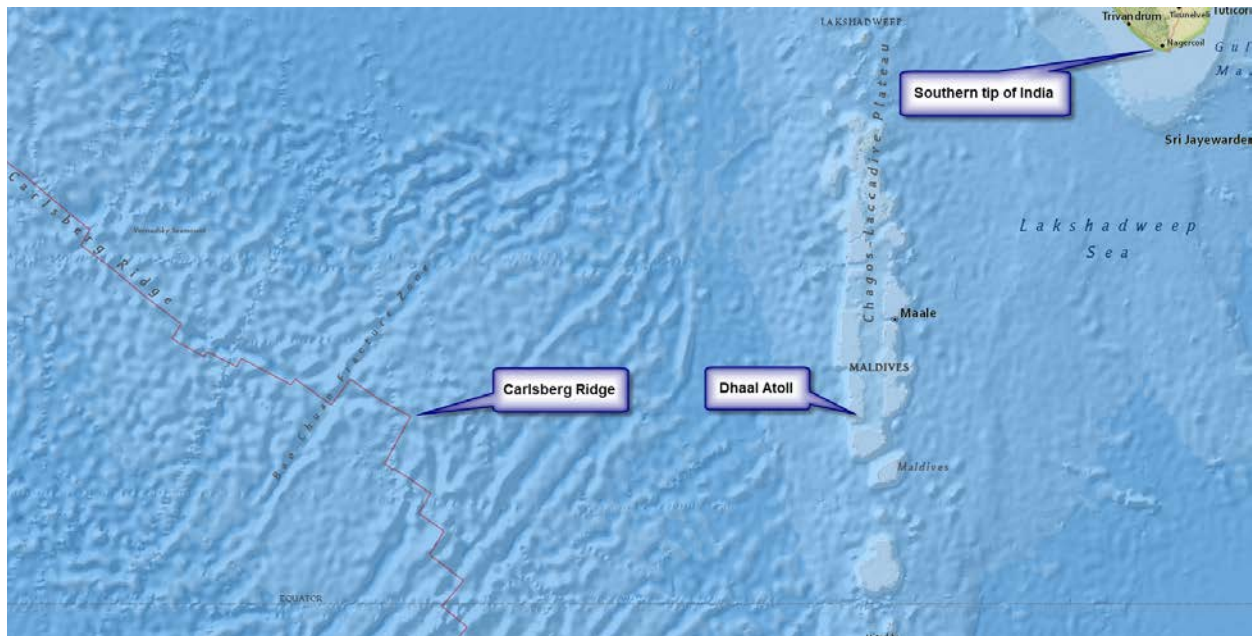 LAKSHADWEEP
Trivandrum
Tirunelveli
Tuticori
Nagercoil
Gul
Ma
Southern tip of India
Chagos-Laccadive Plateau
Sri Jayewarde
Carlsberg Ridge
Lakshadweep
Sea
Maale
MALDIVES
Carlsberg Ridge
Dhaal Atoll
Maldives
EQUATOR